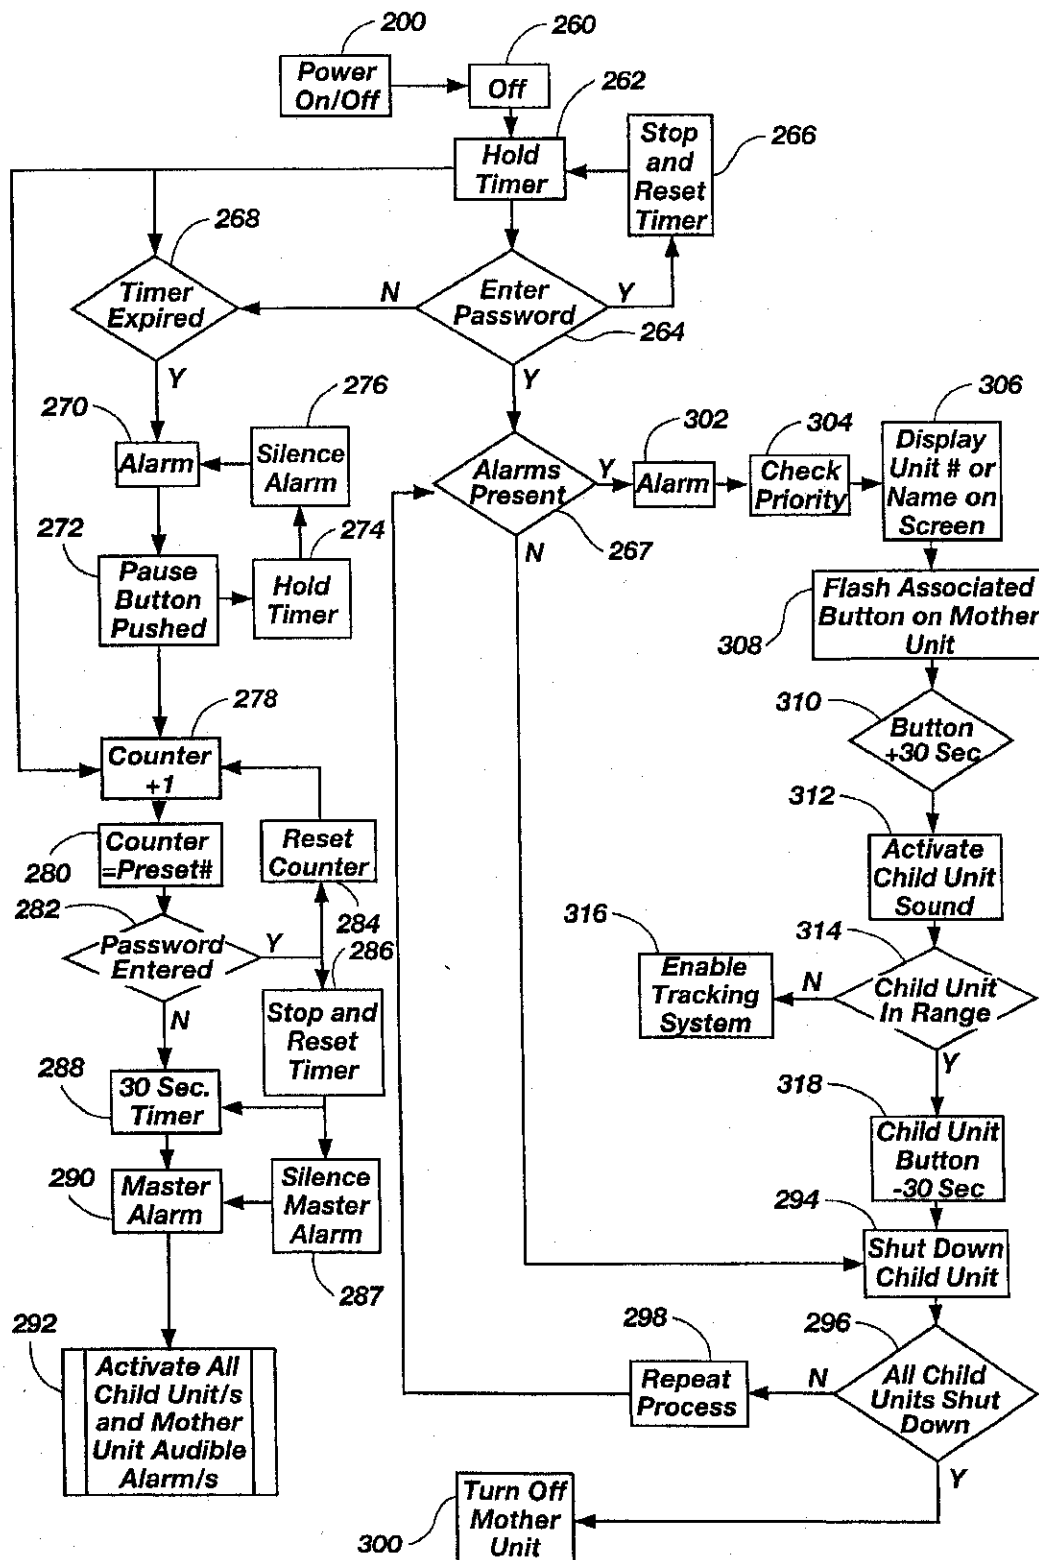 200
Power
On/Off
260
Off
262
Hold
Timer
Stop
and
Reset
Timer
266
268
Timer
Expired
N
Enter
Password
Y
264
Y
Y
270
Alarm
276
Silence
Alarm
272
Pause
Button
Pushed
274
Hold
Timer
Alarms
Present
Y
267
N
302
Alarm
304
Check
Priority
306
Display
Unit # or
Name on
Screen
Flash Associated
Button on Mother
Unit
308
310
Button
+30 Sec
312
Activate
Child Unit
Sound
314
Child Unit
In Range
N
Y
316
Enable
Tracking
System
318
Child Unit
Button
-30 Sec
294
Shut Down
Child Unit
296
All Child
Units Shut
Down
N
Y
298
Repeat
Process
Turn Off
Mother
Unit
300
278
Counter
+1
Counter
=Preset#
280
282
Password
Entered
Y
N
Reset
Counter
284
286
Stop and
Reset
Timer
288
30 Sec.
Timer
290
Master
Alarm
Silence
Master
Alarm
287
292
Activate All
Child Unit/s
and Mother
Unit Audible
Alarm/s